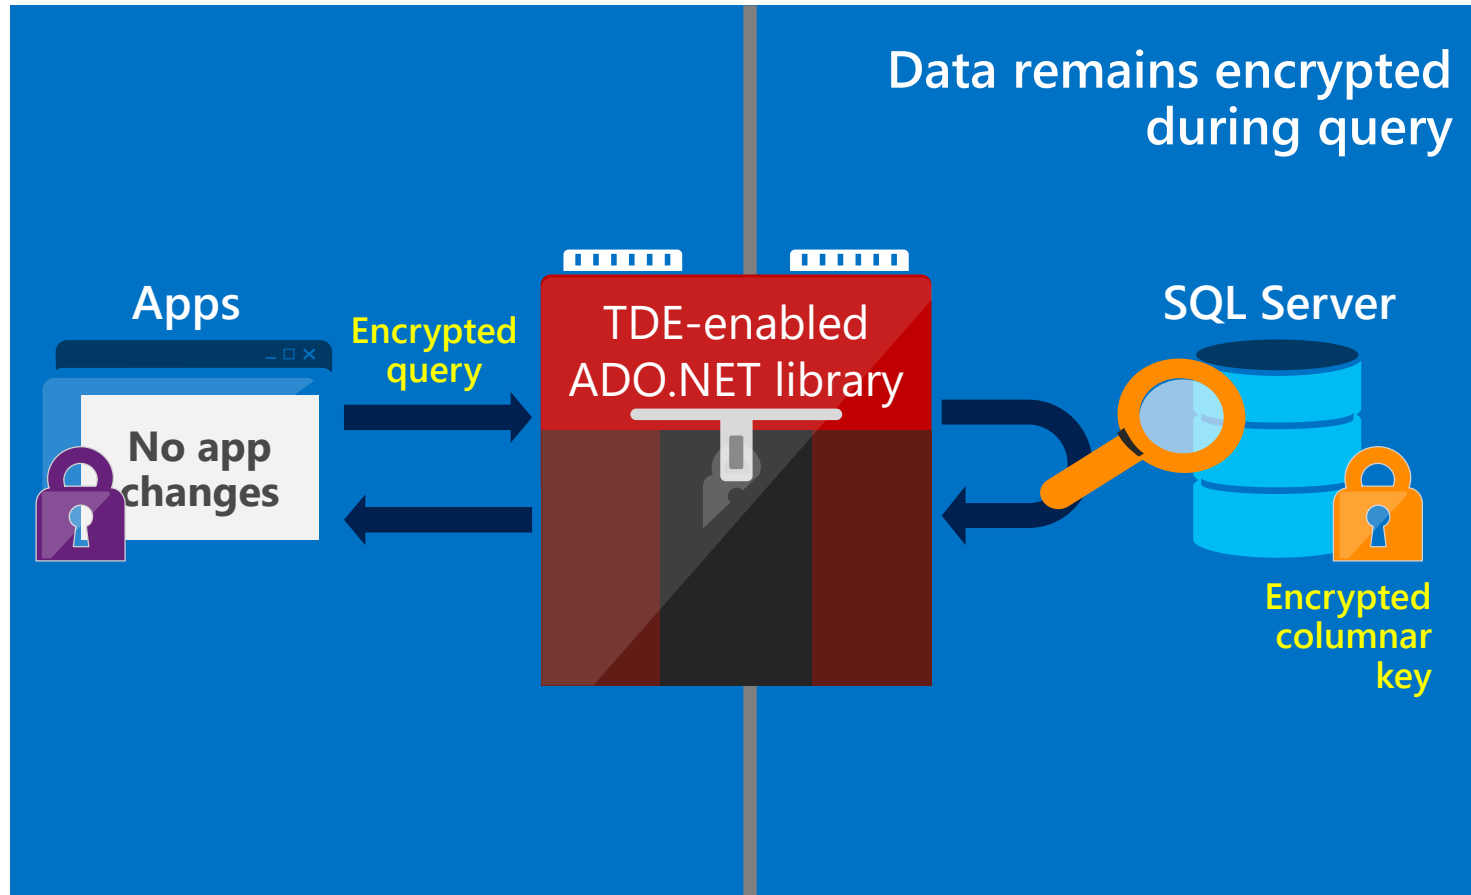 Data remains encrypted
during query
Apps
Encrypted
query
No app
changes
TDE-enabled
ADO.NET library
SQL Server
Encrypted
columnar
key